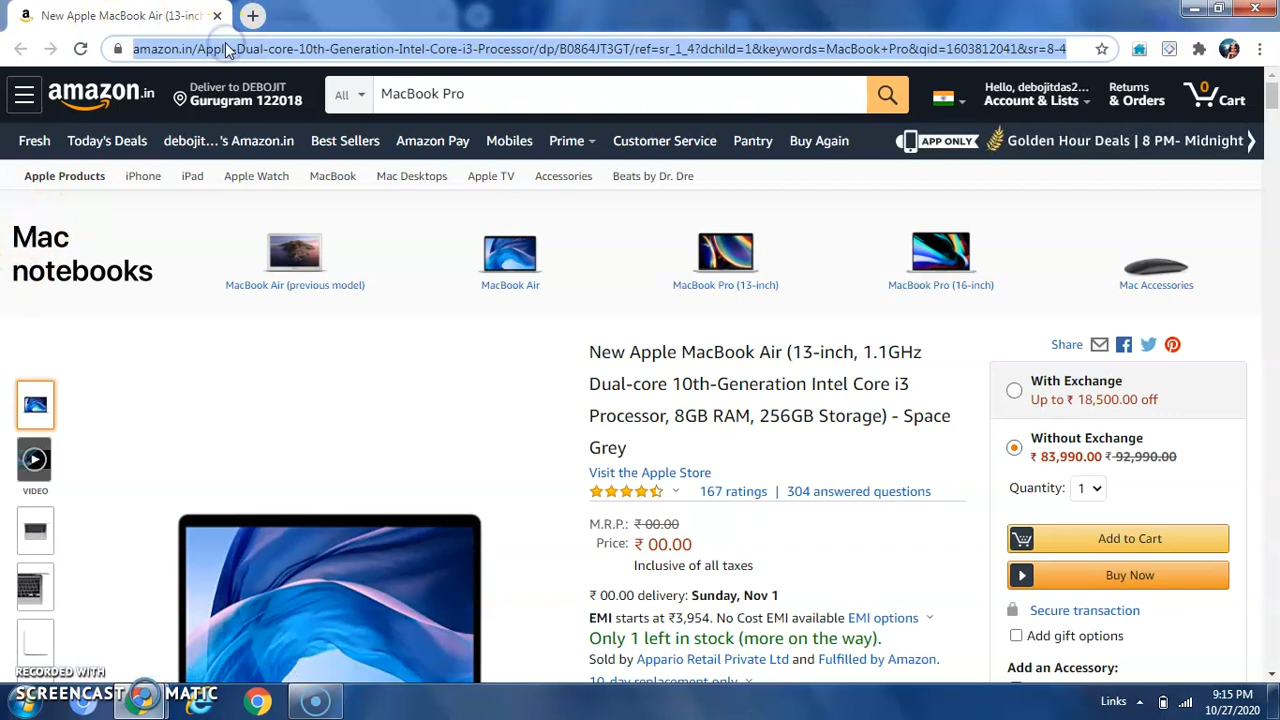 New Apple MacBook Air (13-inch
amazon.in/Apple-Dual-core-10th-Generation-Intel-Core-i3-Processor/dp/B0864JT3GT/ref=sr_1_4?dchild=1&keywords=MacBook+Pro&qid=1603812041&sr=8-4
amazon.in
Deliver to DEBOJIT
Gurugram 122018
All
MacBook Pro
Hello, debojitdas2...
Account & Lists
Returns
& Orders
0
Cart
Fresh
Today's Deals
debojit...'s Amazon.in
Best Sellers
Amazon Pay
Mobiles
Prime
Customer Service
Pantry
Buy Again
APP ONLY
Golden Hour Deals | 8 PM- Midnight
Apple Products
iPhone
iPad
Apple Watch
MacBook
Mac Desktops
Apple TV
Accessories
Beats by Dr. Dre
Mac
notebooks
MacBook Air (previous model)
MacBook Air
MacBook Pro (13-inch)
MacBook Pro (16-inch)
Mac Accessories
Share
New Apple MacBook Air (13-inch, 1.1GHz
Dual-core 10th-Generation Intel Core i3
Processor, 8GB RAM, 256GB Storage) - Space
Grey
Visit the Apple Store
167 ratings | 304 answered questions
M.R.P.: ₹ 00.00
Price: ₹ 00.00
Inclusive of all taxes
₹ 00.00 delivery: Sunday, Nov 1
EMI starts at ₹3,954. No Cost EMI available EMI options
Only 1 left in stock (more on the way).
Sold by Appario Retail Private Ltd and Fulfilled by Amazon.
10-day replacement only
VIDEO
With Exchange
Up to ₹ 18,500.00 off
Without Exchange
₹ 83,990.00 ₹ 92,990.00
Quantity: 1
Add to Cart
Buy Now
Secure transaction
Add gift options
Add an Accessory:
RECORDED WITH
SCREENCAST MATIC
Links
9:15 PM
10/27/2020